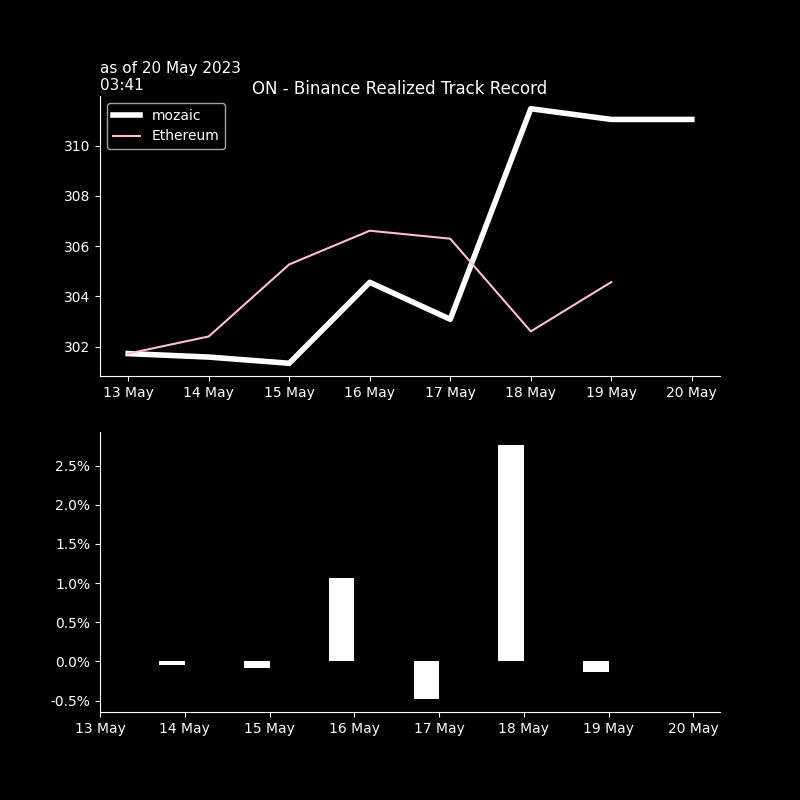 as of 20 May 2023
03:41
ON - Binance Realized Track Record
mozaic
Ethereum
310
308
306
304
302
13 May 14 May 15 May 16 May 17 May 18 May 19 May 20 May
2.5%
2.0%
1.5%
1.0%
0.5%
0.0%
-0.5%
13 May 14 May 15 May 16 May 17 May 18 May 19 May 20 May